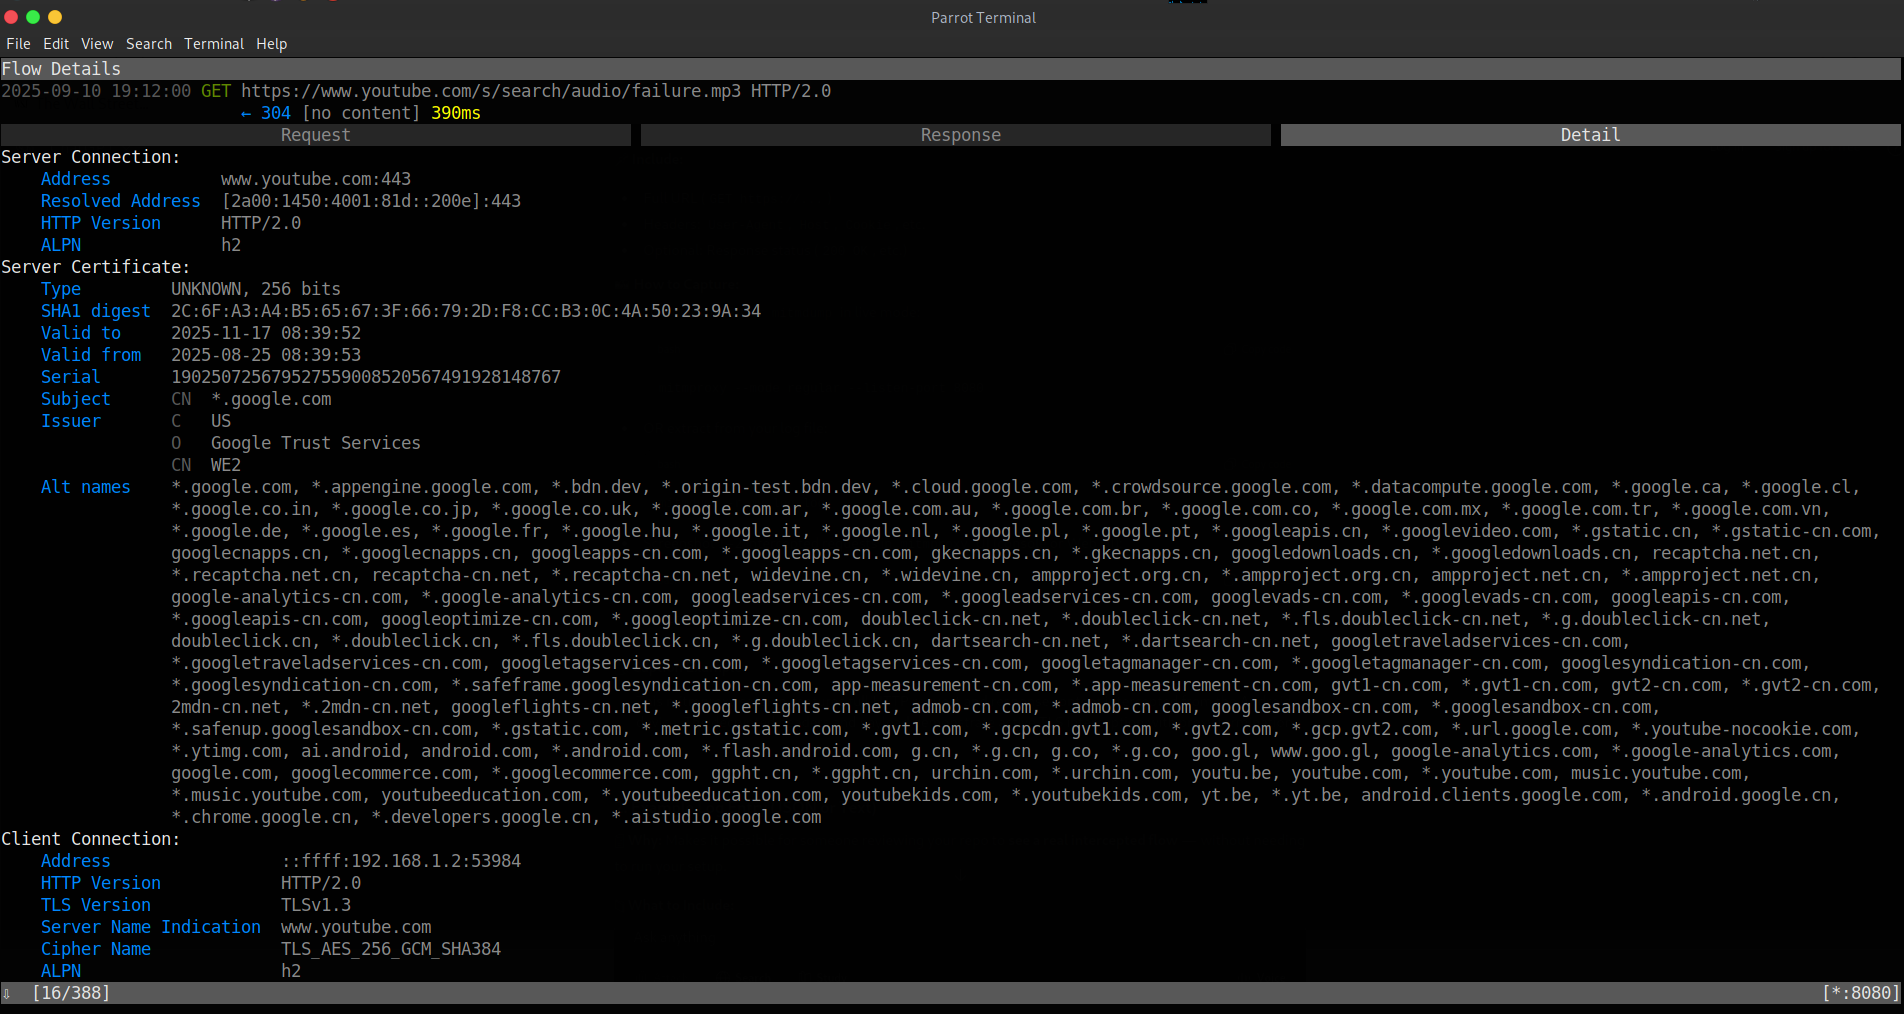 Parrot Terminal
File Edit View Search Terminal Help
Flow Details
2025-09-10 19:12:00 GET https://www.youtube.com/s/search/audio/failure.mp3 HTTP/2.0
← 304 [no content] 390ms
Request Response Detail
Server Connection:
Address www.youtube.com:443
Resolved Address [2a00:1450:4001:81d::200e]:443
HTTP Version HTTP/2.0
ALPN h2
Server Certificate:
Type UNKNOWN, 256 bits
SHA1 digest 2C:6F:A3:A4:B5:65:67:3F:66:79:2D:F8:CC:B3:0C:4A:50:23:9A:34
Valid to 2025-11-17 08:39:52
Valid from 2025-08-25 08:39:53
Serial 190250725679527559008520567491928148767
Subject CN *.google.com
Issuer C US
O Google Trust Services
CN WE2
Alt names *.google.com, *.appengine.google.com, *.bdn.dev, *.origin-test.bdn.dev, *.cloud.google.com, *.crowdsource.google.com, *.datacompute.google.com, *.google.ca, *.google.cl,
*.google.co.in, *.google.co.jp, *.google.co.uk, *.google.com.ar, *.google.com.au, *.google.com.br, *.google.com.co, *.google.com.mx, *.google.com.tr, *.google.com.vn,
*.google.de, *.google.es, *.google.fr, *.google.hu, *.google.it, *.google.nl, *.google.pl, *.google.pt, *.googleapis.cn, *.googlevideo.com, *.gstatic.cn, *.gstatic-cn.com,
googlecnapps.cn, *.googlecnapps.cn, googleapps-cn.com, *.googleapps-cn.com, gkecnapps.cn, *.gkecnapps.cn, googledownloads.cn, *.googledownloads.cn, recaptcha.net.cn,
*.recaptcha.net.cn, recaptcha-cn.net, *.recaptcha-cn.net, widevine.cn, *.widevine.cn, ampproject.org.cn, *.ampproject.org.cn, ampproject.net.cn, *.ampproject.net.cn,
google-analytics-cn.com, *.google-analytics-cn.com, googleadservices-cn.com, *.googleadservices-cn.com, googlevads-cn.com, *.googlevads-cn.com, googleapis-cn.com,
*.googleapis-cn.com, googleoptimize-cn.com, *.googleoptimize-cn.com, doubleclick-cn.net, *.doubleclick-cn.net, *.fls.doubleclick-cn.net, *.g.doubleclick-cn.net,
doubleclick.cn, *.doubleclick.cn, *.fls.doubleclick.cn, *.g.doubleclick.cn, dartsearch-cn.net, *.dartsearch-cn.net, googletraveladservices-cn.com,
*.googletraveladservices-cn.com, googletagservices-cn.com, *.googletagservices-cn.com, googletagmanager-cn.com, *.googletagmanager-cn.com, googlesyndication-cn.com,
*.googlesyndication-cn.com, *.safeframe.googlesyndication-cn.com, app-measurement-cn.com, *.app-measurement-cn.com, gvt1-cn.com, *.gvt1-cn.com, gvt2-cn.com, *.gvt2-cn.com,
2mdn-cn.net, *.2mdn-cn.net, googleflights-cn.net, *.googleflights-cn.net, admob-cn.com, *.admob-cn.com, googlesandbox-cn.com, *.googlesandbox-cn.com,
*.safenup.googlesandbox-cn.com, *.gstatic.com, *.metric.gstatic.com, *.gvt1.com, *.gcpcdn.gvt1.com, *.gvt2.com, *.gcp.gvt2.com, *.url.google.com, *.youtube-nocookie.com,
*.ytimg.com, ai.android, android.com, *.android.com, *.flash.android.com, g.cn, *.g.cn, g.co, *.g.co, goo.gl, www.goo.gl, google-analytics.com, *.google-analytics.com,
google.com, googlecommerce.com, *.googlecommerce.com, ggpht.cn, *.ggpht.cn, urchin.com, *.urchin.com, youtu.be, youtube.com, *.youtube.com, music.youtube.com,
*.music.youtube.com, youtubeeducation.com, *.youtubeeducation.com, youtubekids.com, *.youtubekids.com, yt.be, *.yt.be, android.clients.google.com, *.android.google.cn,
*.chrome.google.cn, *.developers.google.cn, *.aistudio.google.com
Client Connection:
Address ::ffff:192.168.1.2:53984
HTTP Version HTTP/2.0
TLS Version TLSv1.3
Server Name Indication www.youtube.com
Cipher Name TLS_AES_256_GCM_SHA384
ALPN h2
⇩ [16/388] [*:8080]